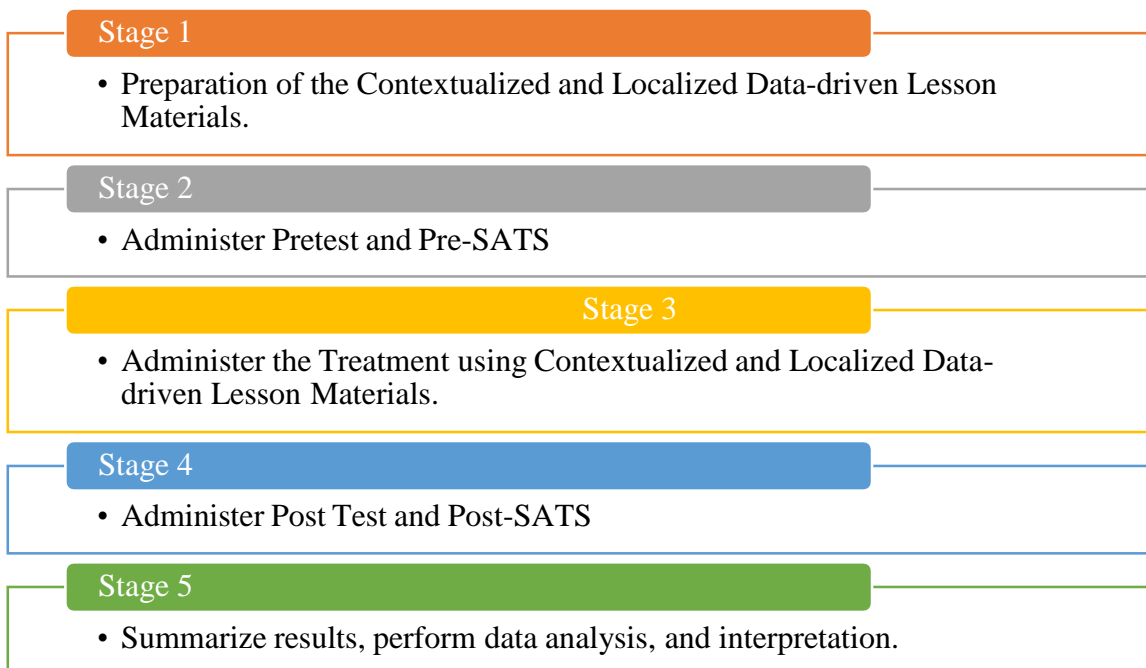 Stage 1
• Preparation of the Contextualized and Localized Data-driven Lesson
Materials.
Stage 2
• Administer Pretest and Pre-SATS
Stage 3
• Administer the Treatment using Contextualized and Localized Data-
driven Lesson Materials.
Stage 4
• Administer Post Test and Post-SATS
Stage 5
• Summarize results, perform data analysis, and interpretation.